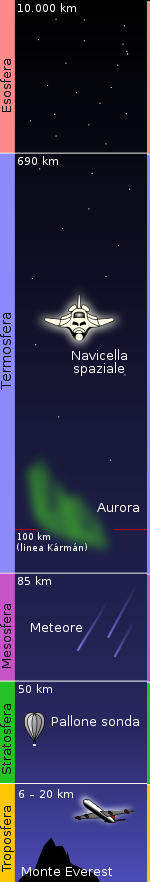 10.000 km
Esosfera
690 km
Termosfera
Navicella
spaziale
Aurora
100 km
(linea Kármán)
85 km
Mesosfera
Meteore
50 km
Stratosfera
Pallone sonda
6 – 20 km
Troposfera
Monte Everest